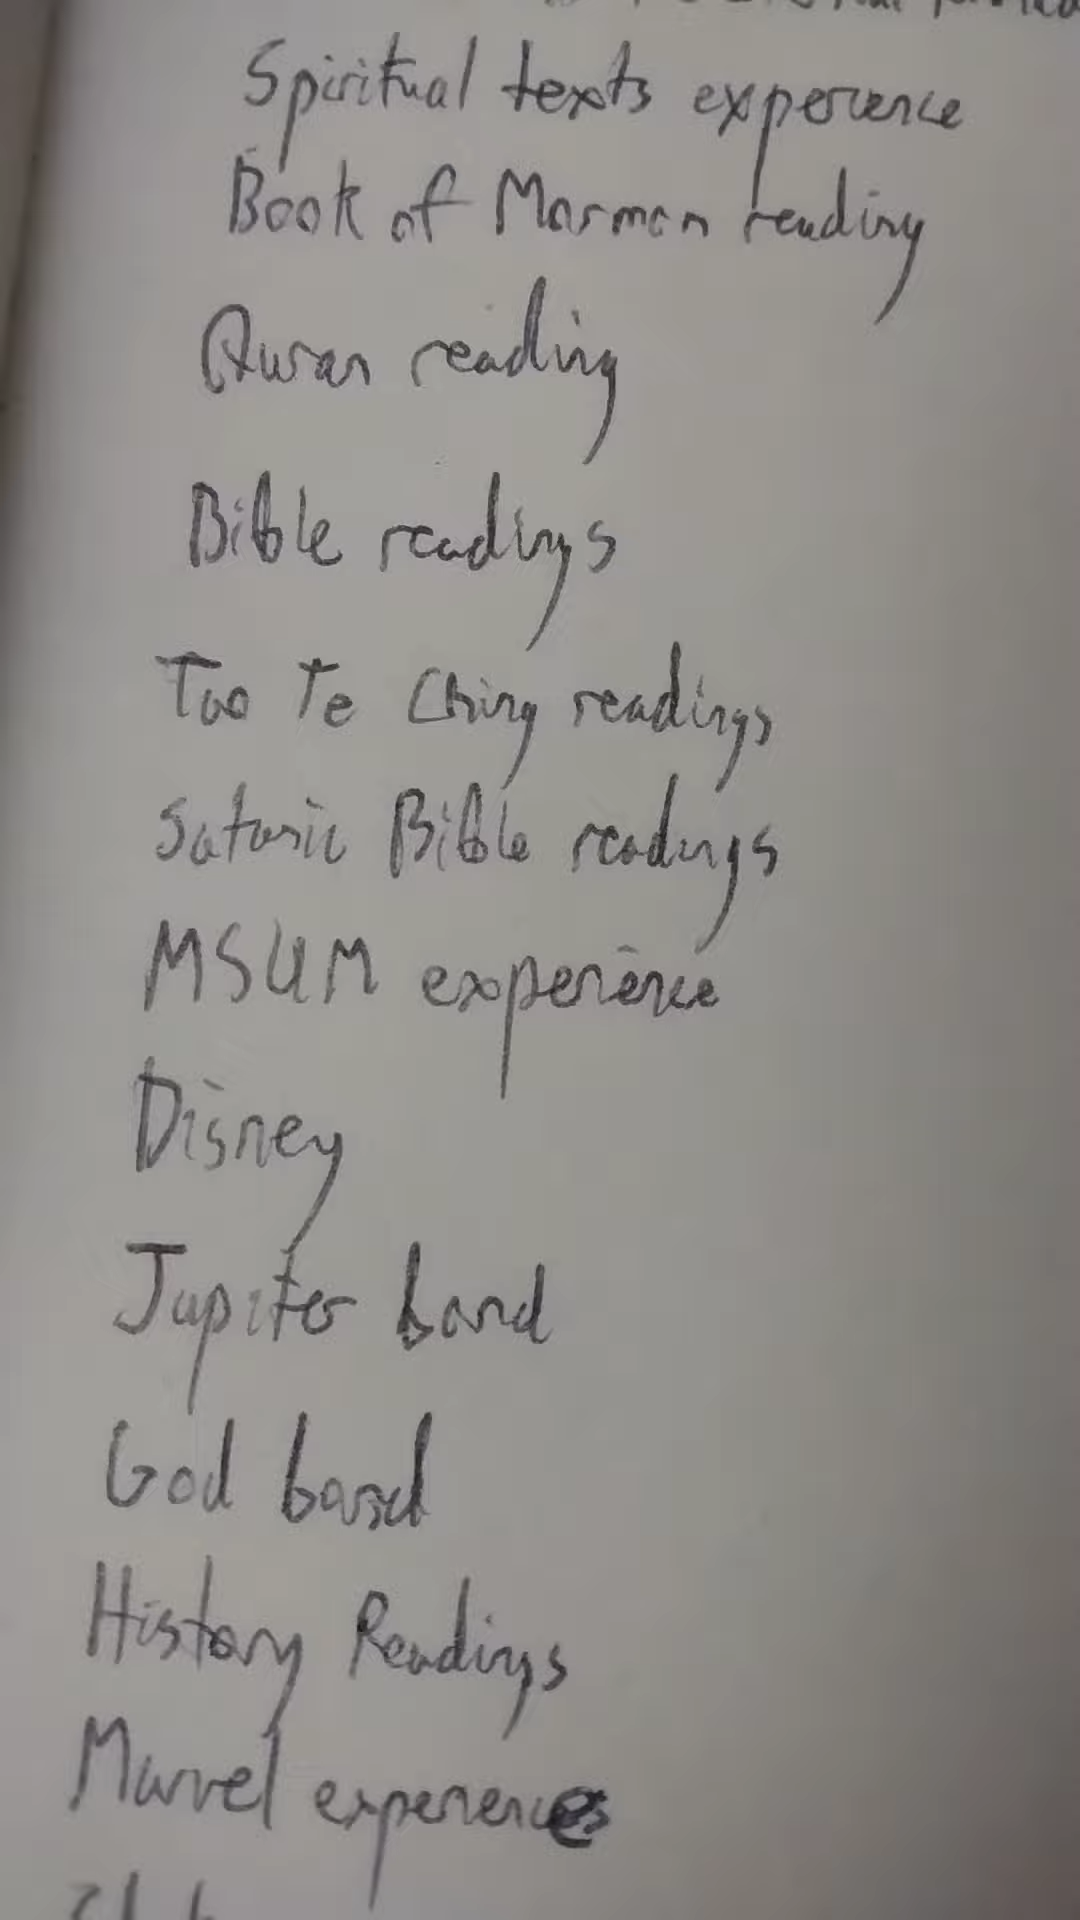 Spiritual texts experience
Book of Mormon reading
Quran reading
Bible readings
Tao Te Ching readings
Satanic Bible readings
MSUM experience
Disney
Jupiter band
God band
History Readings
Marvel experiences